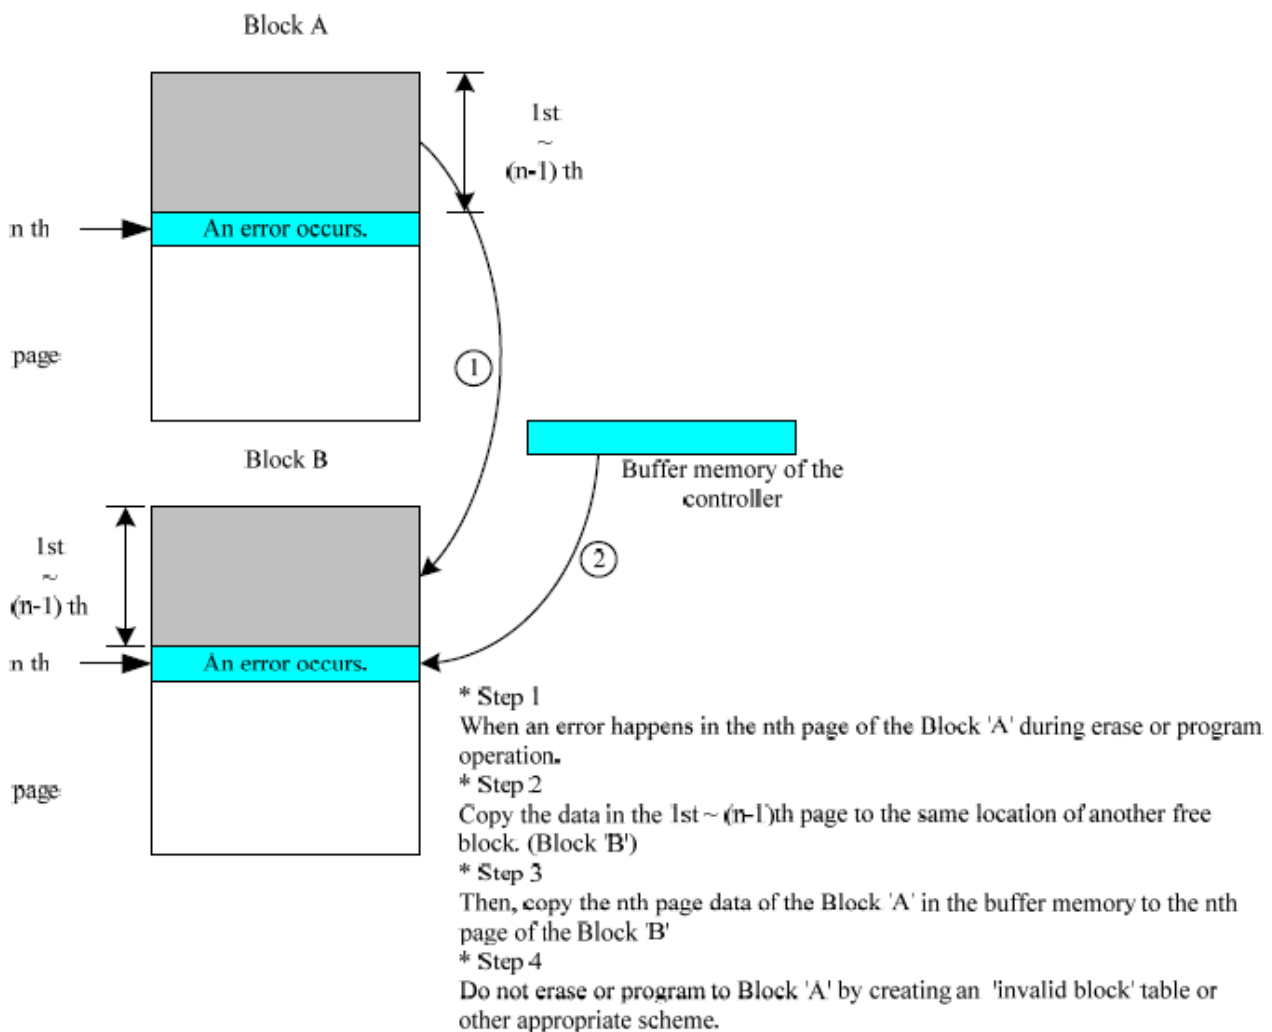 Block A
1st
~
(n-1) th
n th
An error occurs.
page
1
Block B
Buffer memory of the
controller
1st
~
(n-1) th
2
n th
An error occurs.
page
* Step 1
When an error happens in the nth page of the Block 'A' during erase or program
operation.
* Step 2
Copy the data in the 1st ~ (n-1)th page to the same location of another free
block. (Block 'B')
* Step 3
Then, copy the nth page data of the Block 'A' in the buffer memory to the nth
page of the Block 'B'
* Step 4
Do not erase or program to Block 'A' by creating an 'invalid block' table or
other appropriate scheme.